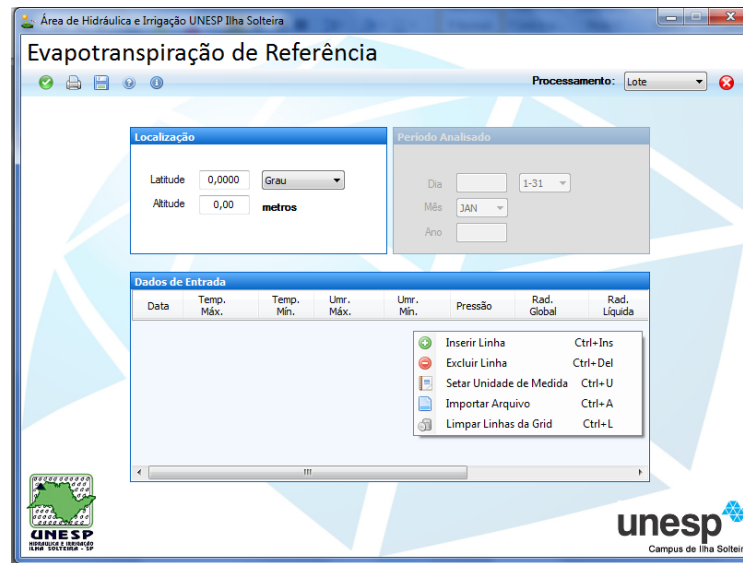 Área de Hidráulica e Irrigação UNESP Ilha Solteira
Evapotranspiração de Referência
Processamento: Lote
Localização
Latitude 0,0000 Grau
Altitude 0,00 metros
Período Analisado
Dia 1-31
Mês JAN
Ano
Dados de Entrada
Data Temp. Máx. Temp. Mín. Umr. Máx. Umr. Mín. Pressão Rad. Global Rad. Líquida
Inserir Linha Ctrl+Ins
Excluir Linha Ctrl+Del
Setar Unidade de Medida Ctrl+U
Importar Arquivo Ctrl+A
Limpar Linhas da Grid Ctrl+L
UNESP
HIDRÁULICA E IRRIGAÇÃO
ILHA SOLTEIRA - SP
unesp
Campus de Ilha Solteir